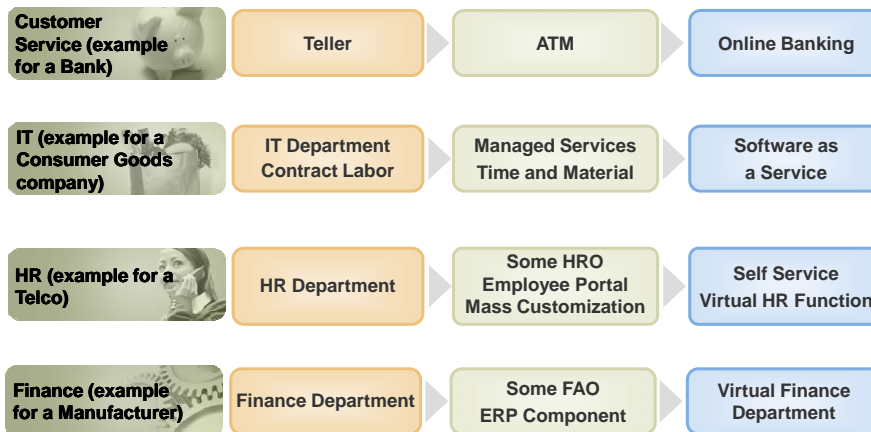 Customer
Service (example
for a Bank)
Teller
ATM
Online Banking
IT (example for a
Consumer Goods
company)
IT Department
Contract Labor
Managed Services
Time and Material
Software as
a Service
HR (example for a
Telco)
HR Department
Some HRO
Employee Portal
Mass Customization
Self Service
Virtual HR Function
Finance (example
for a Manufacturer)
Finance Department
Some FAO
ERP Component
Virtual Finance
Department